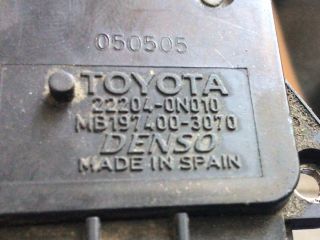 050505
TOYOTA
22204-0N010
MB197400-3070
DENSO
MADE IN SPAIN